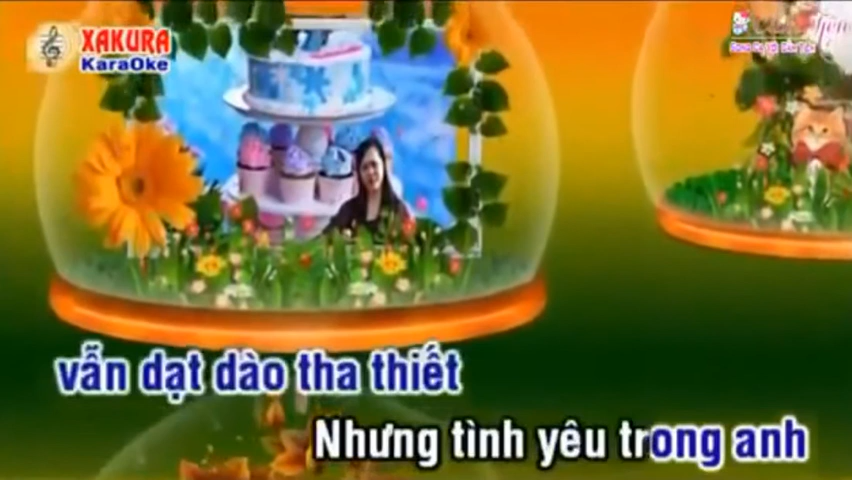 XAKURA
KaraOke
vẫn dạt dào tha thiết
Nhưng tình yêu trong anh